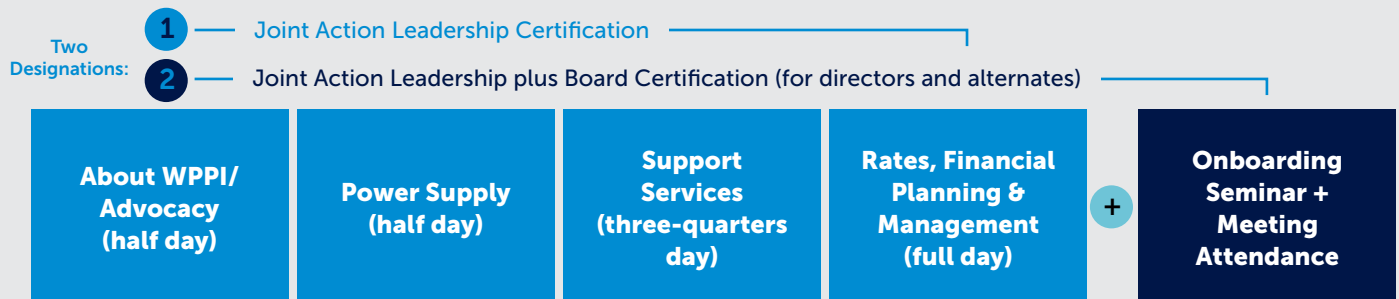 Two
Designations:
1
Joint Action Leadership Certification
2
Joint Action Leadership plus Board Certification (for directors and alternates)
About WPPI/
Advocacy
(half day)
Power Supply
(half day)
Support
Services
(three-quarters
day)
Rates, Financial
Planning &
Management
(full day)
+
Onboarding
Seminar +
Meeting
Attendance